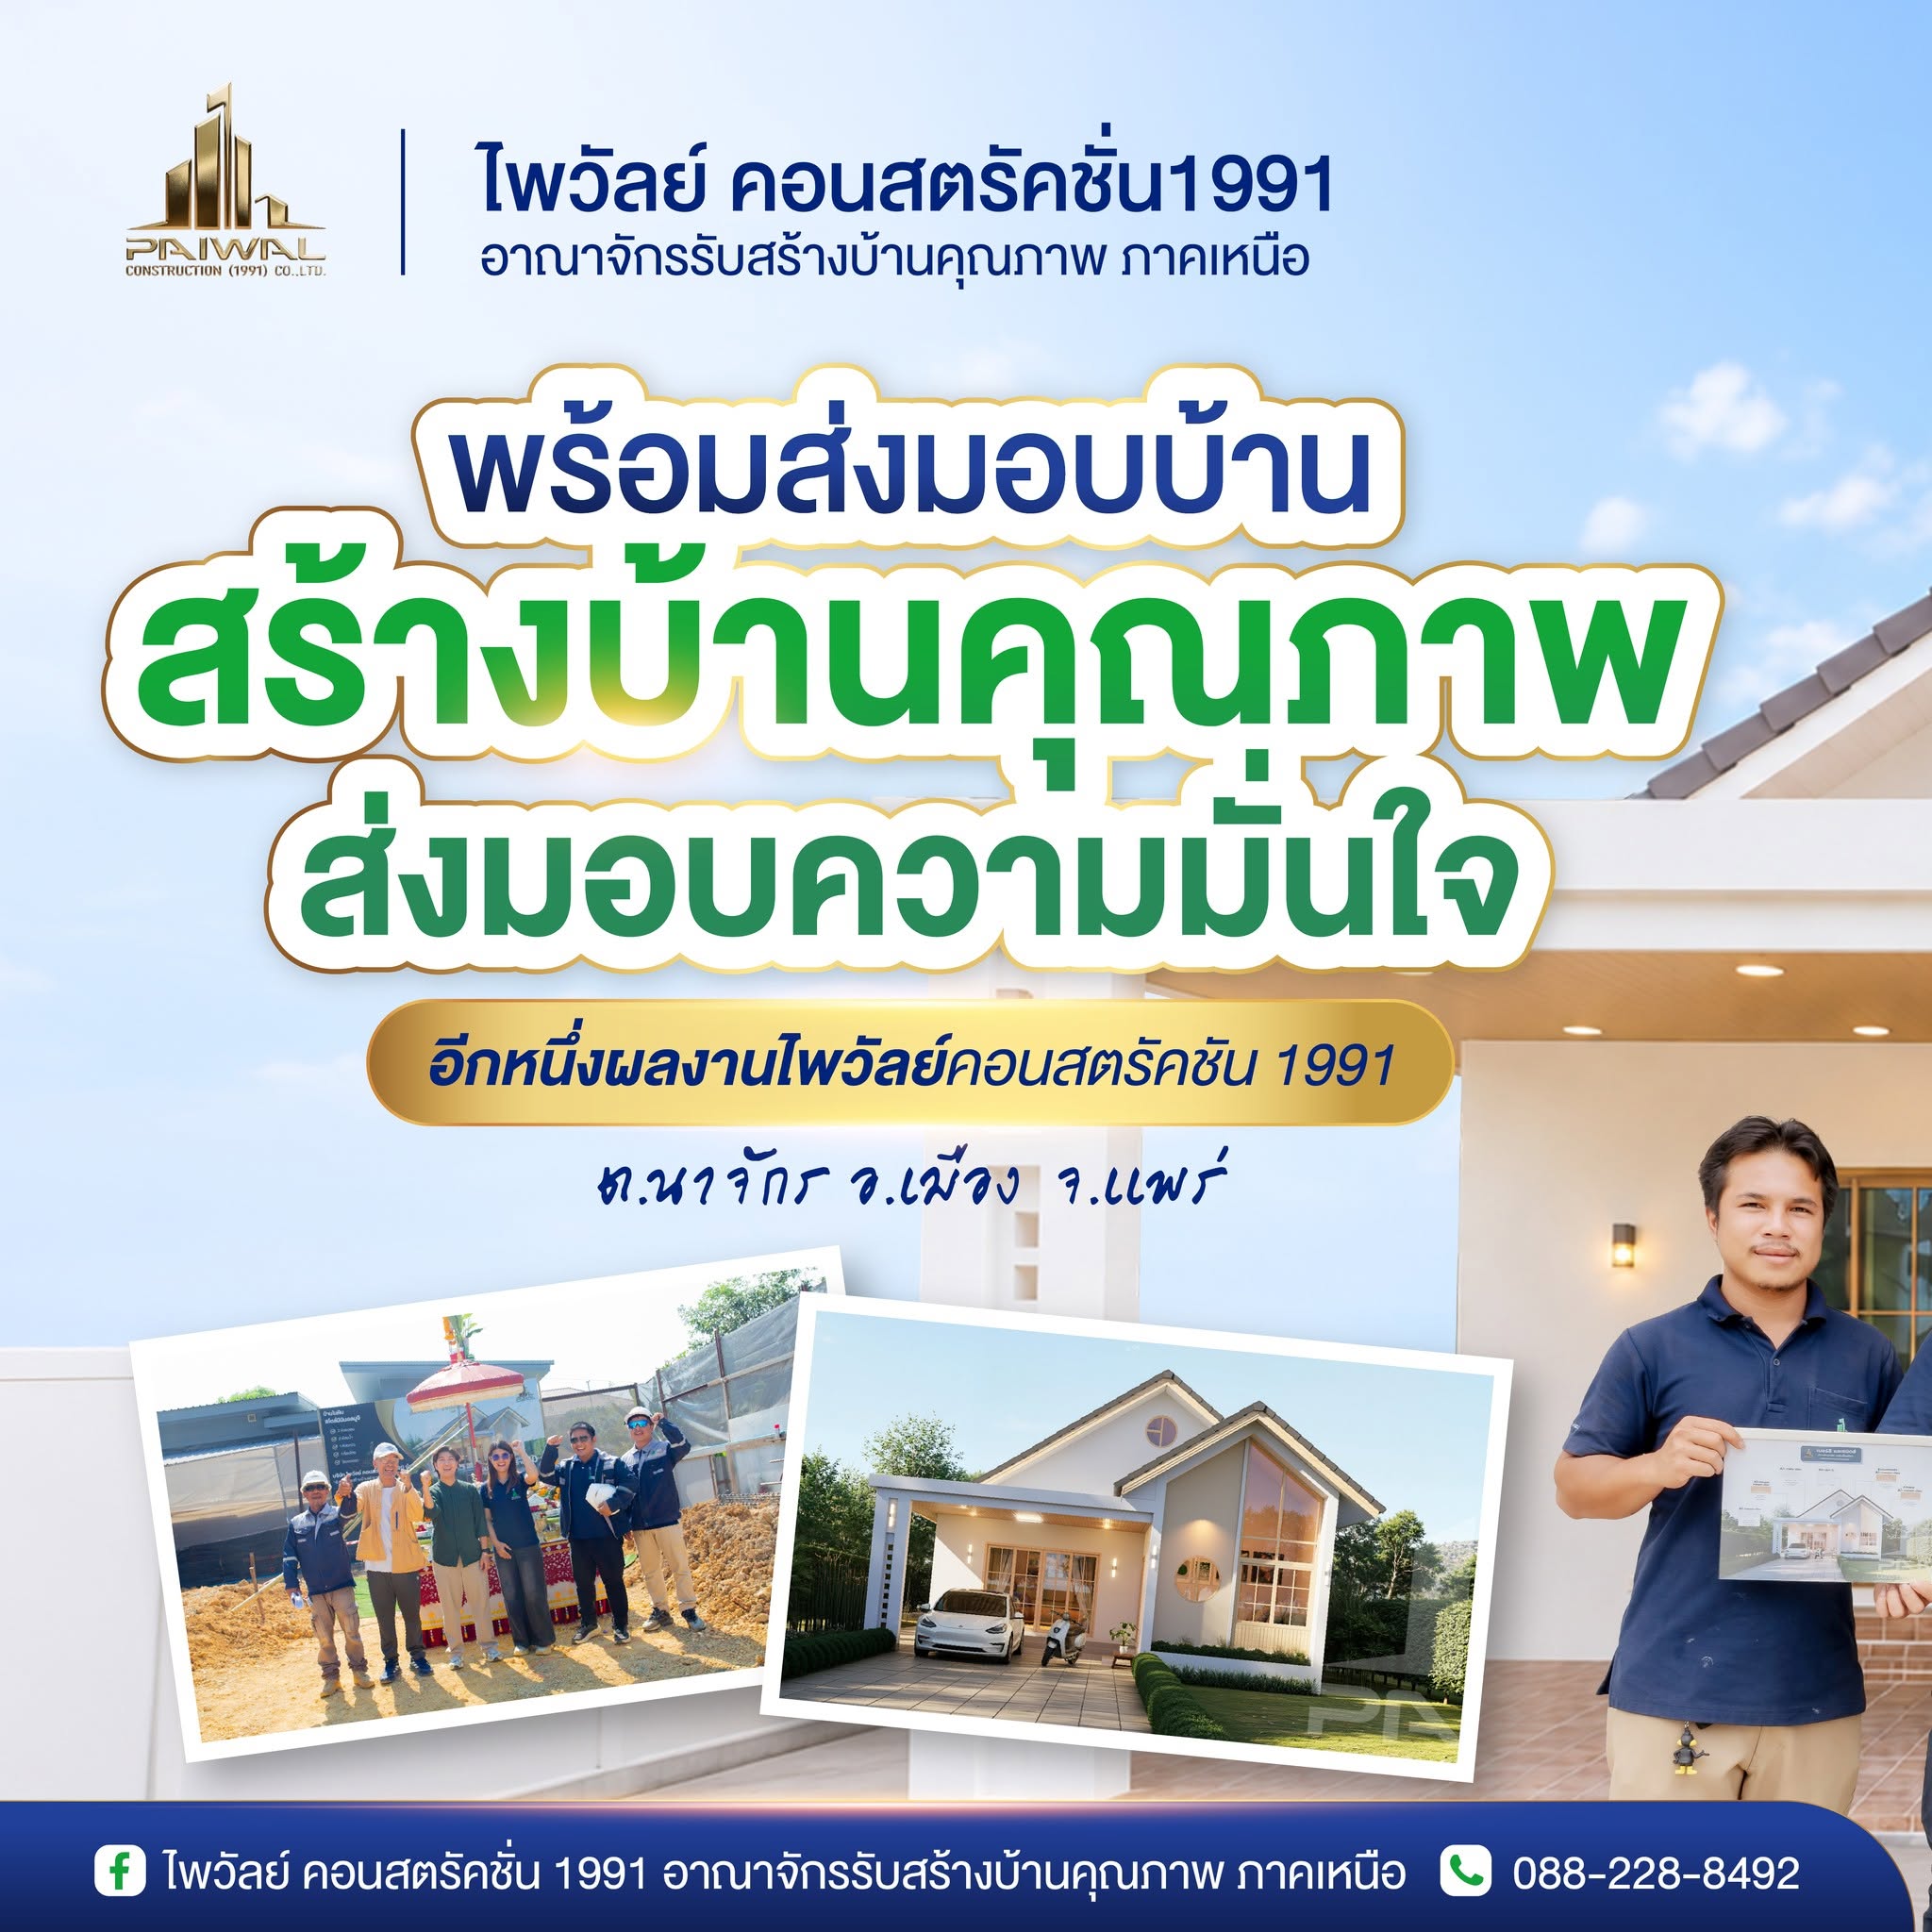 PAIWAL
CONSTRUCTION (1991) CO.,LTD.
ไพวัลย์ คอนสตรัคชั่น1991
อาณาจักรรับสร้างบ้านคุณภาพ ภาคเหนือ
พร้อมส่งมอบบ้าน
สร้างบ้านคุณภาพ
ส่งมอบความมั่นใจ
อีกหนึ่งผลงานไพวัลย์คอนสตรัคชัน 1991
ต.นาจักร อ.เมือง จ.แพร่
ไพวัลย์ คอนสตรัคชั่น 1991 อาณาจักรรับสร้างบ้านคุณภาพ ภาคเหนือ
088-228-8492